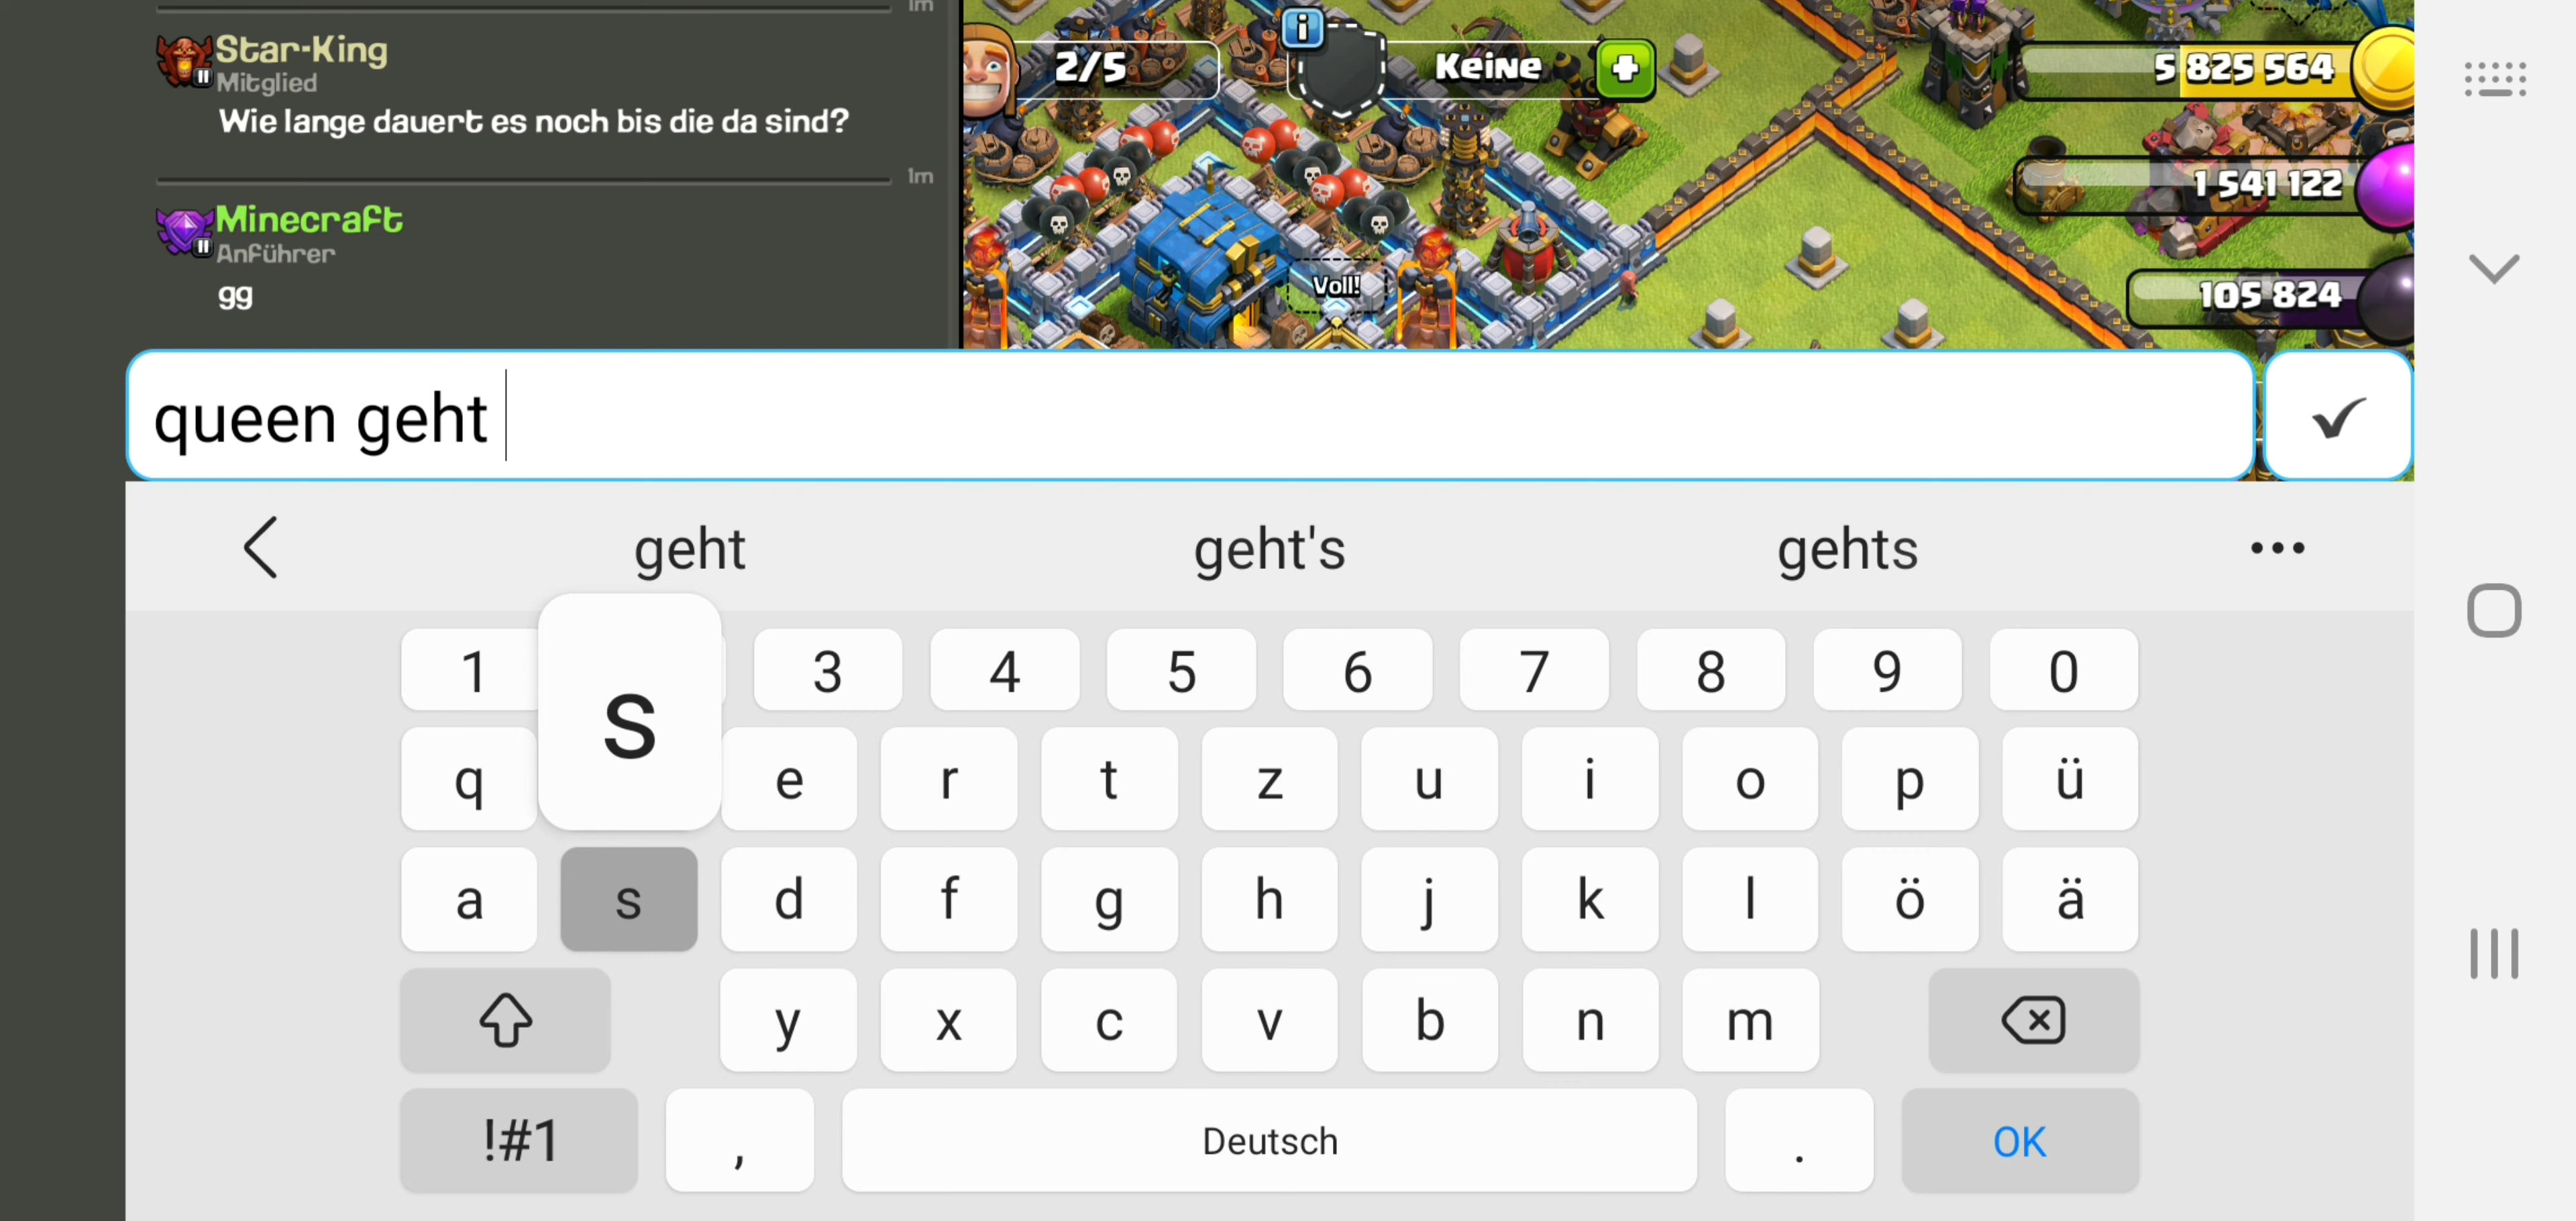 1m
Star-King
Mitglied
Wie lange dauert es noch bis die da sind?
1m
Minecraft
Anführer
gg
2/5
i
Keine
5 825 564
1 541 122
105 824
Voll!
queen geht
geht geht's gehts
s
1 3 4 5 6 7 8 9 0
q e r t z u i o p ü
a s d f g h j k l ö ä
y x c v b n m
!#1 , Deutsch . OK